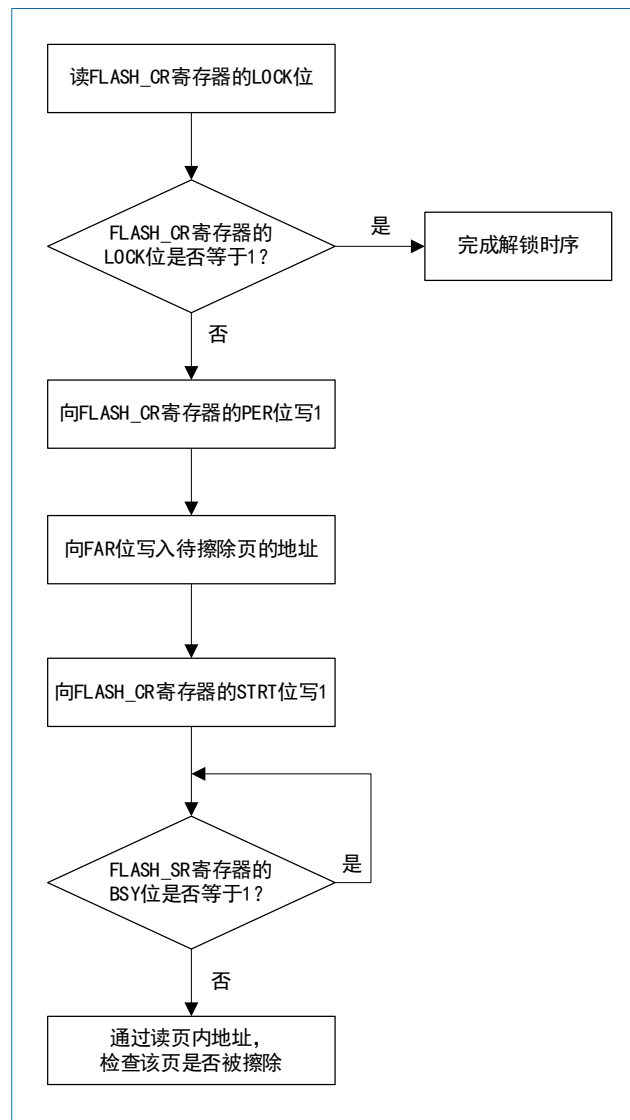 读FLASH_CR寄存器的LOCK位
FLASH_CR寄存器的
LOCK位是否等于1?
是
完成解锁时序
否
向FLASH_CR寄存器的PER位写1
向FAR位写入待擦除页的地址
向FLASH_CR寄存器的STRT位写1
FLASH_SR寄存器的
BSY位是否等于1?
是
否
通过读页内地址,
检查该页是否被擦除